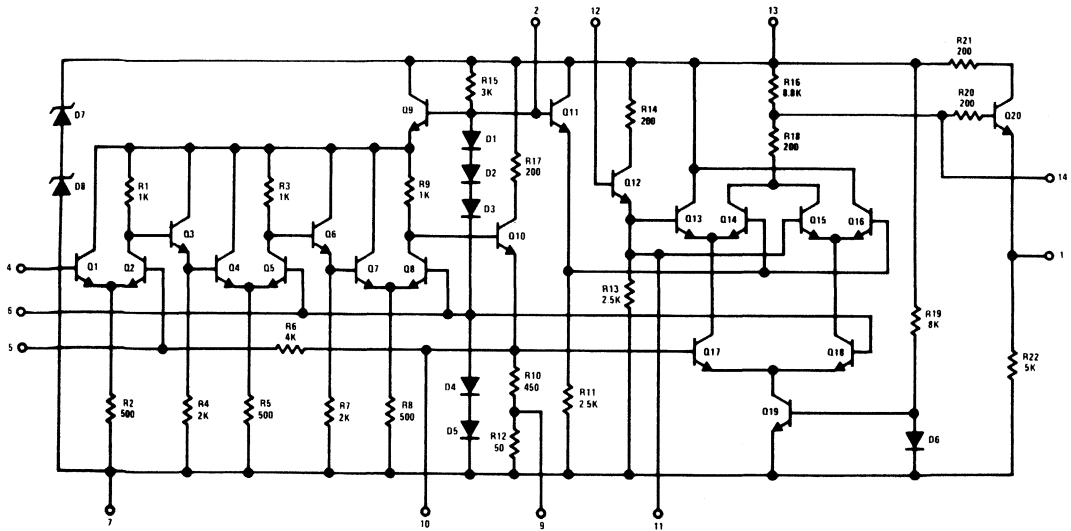 2
12
13
R21
200
R15
3K
R16
8.8K
D7
Q9
Q11
R14
200
R20
200
Q20
D1
R18
200
R17
200
D8
R1
1K
R3
1K
D2
R9
1K
Q12
14
D3
Q3
Q6
Q10
Q13
Q14
Q15
Q16
4
Q1
Q2
Q4
Q5
Q7
Q8
1
R13
2.5K
6
R19
8K
R6
4K
5
Q17
Q18
R22
5K
D4
R10
450
R2
500
R4
2K
R5
500
R7
2K
R8
500
R11
2.5K
Q19
D5
R12
50
D6
7
10
9
11